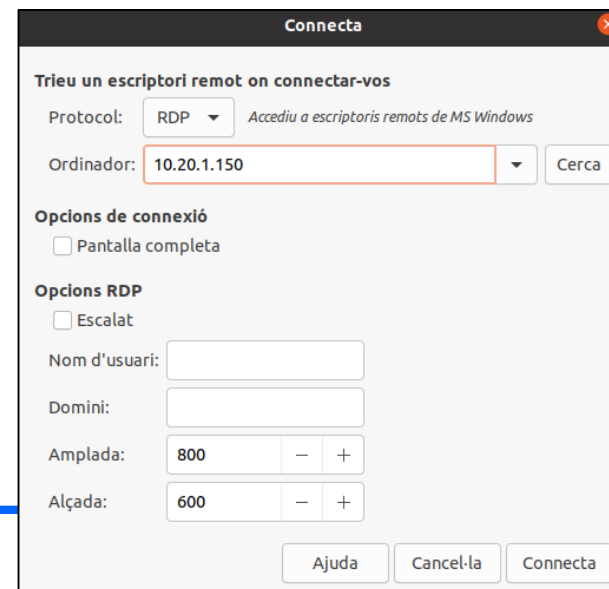 Connecta
Trieu un escriptori remot on connectar-vos
Protocol: RDP Accediu a escriptoris remots de MS Windows
Ordinador: 10.20.1.150 Cerca
Opcions de connexió
Pantalla completa
Opcions RDP
Escalat
Nom d'usuari:
Domini:
Amplada: 800 − +
Alçada: 600 − +
Ajuda Cancel·la Connecta